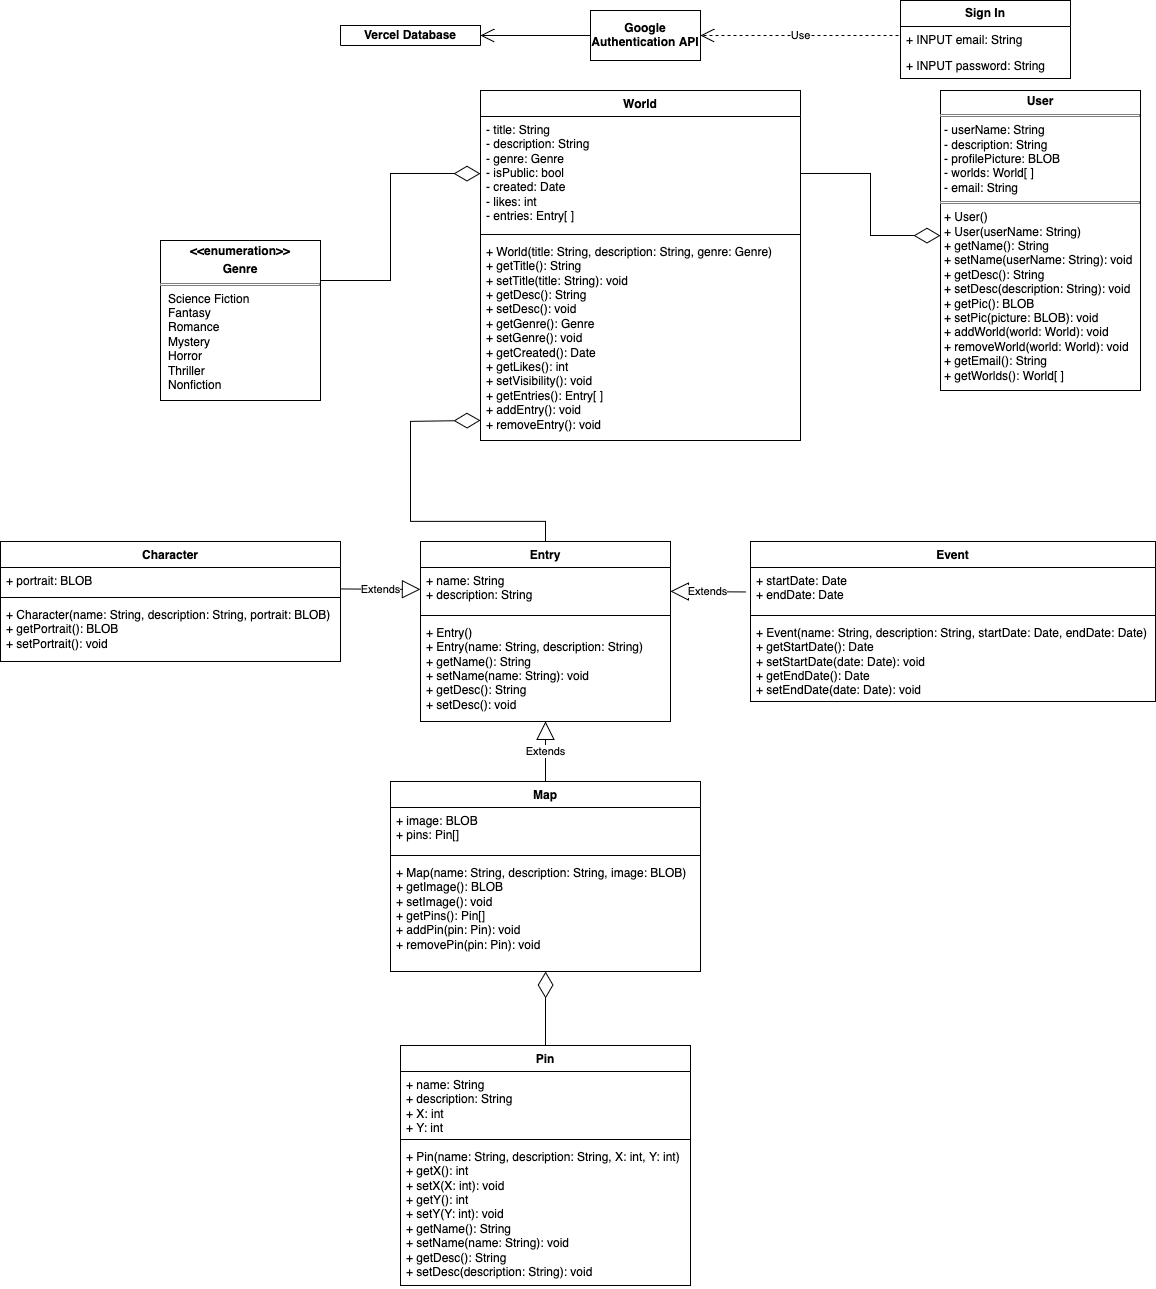 Vercel Database
Google
Authentication API
Use
Sign In
+ INPUT email: String
+ INPUT password: String
World
- title: String
- description: String
- genre: Genre
- isPublic: bool
- created: Date
- likes: int
- entries: Entry[ ]
+ World(title: String, description: String, genre: Genre)
+ getTitle(): String
+ setTitle(title: String): void
+ getDesc(): String
+ setDesc(): void
+ getGenre(): Genre
+ setGenre(): void
+ getCreated(): Date
+ getLikes(): int
+ setVisibility(): void
+ getEntries(): Entry[ ]
+ addEntry(): void
+ removeEntry(): void
User
- userName: String
- description: String
- profilePicture: BLOB
- worlds: World[ ]
- email: String
+ User()
+ User(userName: String)
+ getName(): String
+ setName(userName: String): void
+ getDesc(): String
+ setDesc(description: String): void
+ getPic(): BLOB
+ setPic(picture: BLOB): void
+ addWorld(world: World): void
+ removeWorld(world: World): void
+ getEmail(): String
+ getWorlds(): World[ ]
<<enumeration>>
Genre
Science Fiction
Fantasy
Romance
Mystery
Horror
Thriller
Nonfiction
Character
+ portrait: BLOB
+ Character(name: String, description: String, portrait: BLOB)
+ getPortrait(): BLOB
+ setPortrait(): void
Extends
Entry
+ name: String
+ description: String
+ Entry()
+ Entry(name: String, description: String)
+ getName(): String
+ setName(name: String): void
+ getDesc(): String
+ setDesc(): void
Extends
Event
+ startDate: Date
+ endDate: Date
+ Event(name: String, description: String, startDate: Date, endDate: Date)
+ getStartDate(): Date
+ setStartDate(date: Date): void
+ getEndDate(): Date
+ setEndDate(date: Date): void
Extends
Map
+ image: BLOB
+ pins: Pin[]
+ Map(name: String, description: String, image: BLOB)
+ getImage(): BLOB
+ setImage(): void
+ getPins(): Pin[]
+ addPin(pin: Pin): void
+ removePin(pin: Pin): void
Pin
+ name: String
+ description: String
+ X: int
+ Y: int
+ Pin(name: String, description: String, X: int, Y: int)
+ getX(): int
+ setX(X: int): void
+ getY(): int
+ setY(Y: int): void
+ getName(): String
+ setName(name: String): void
+ getDesc(): String
+ setDesc(description: String): void